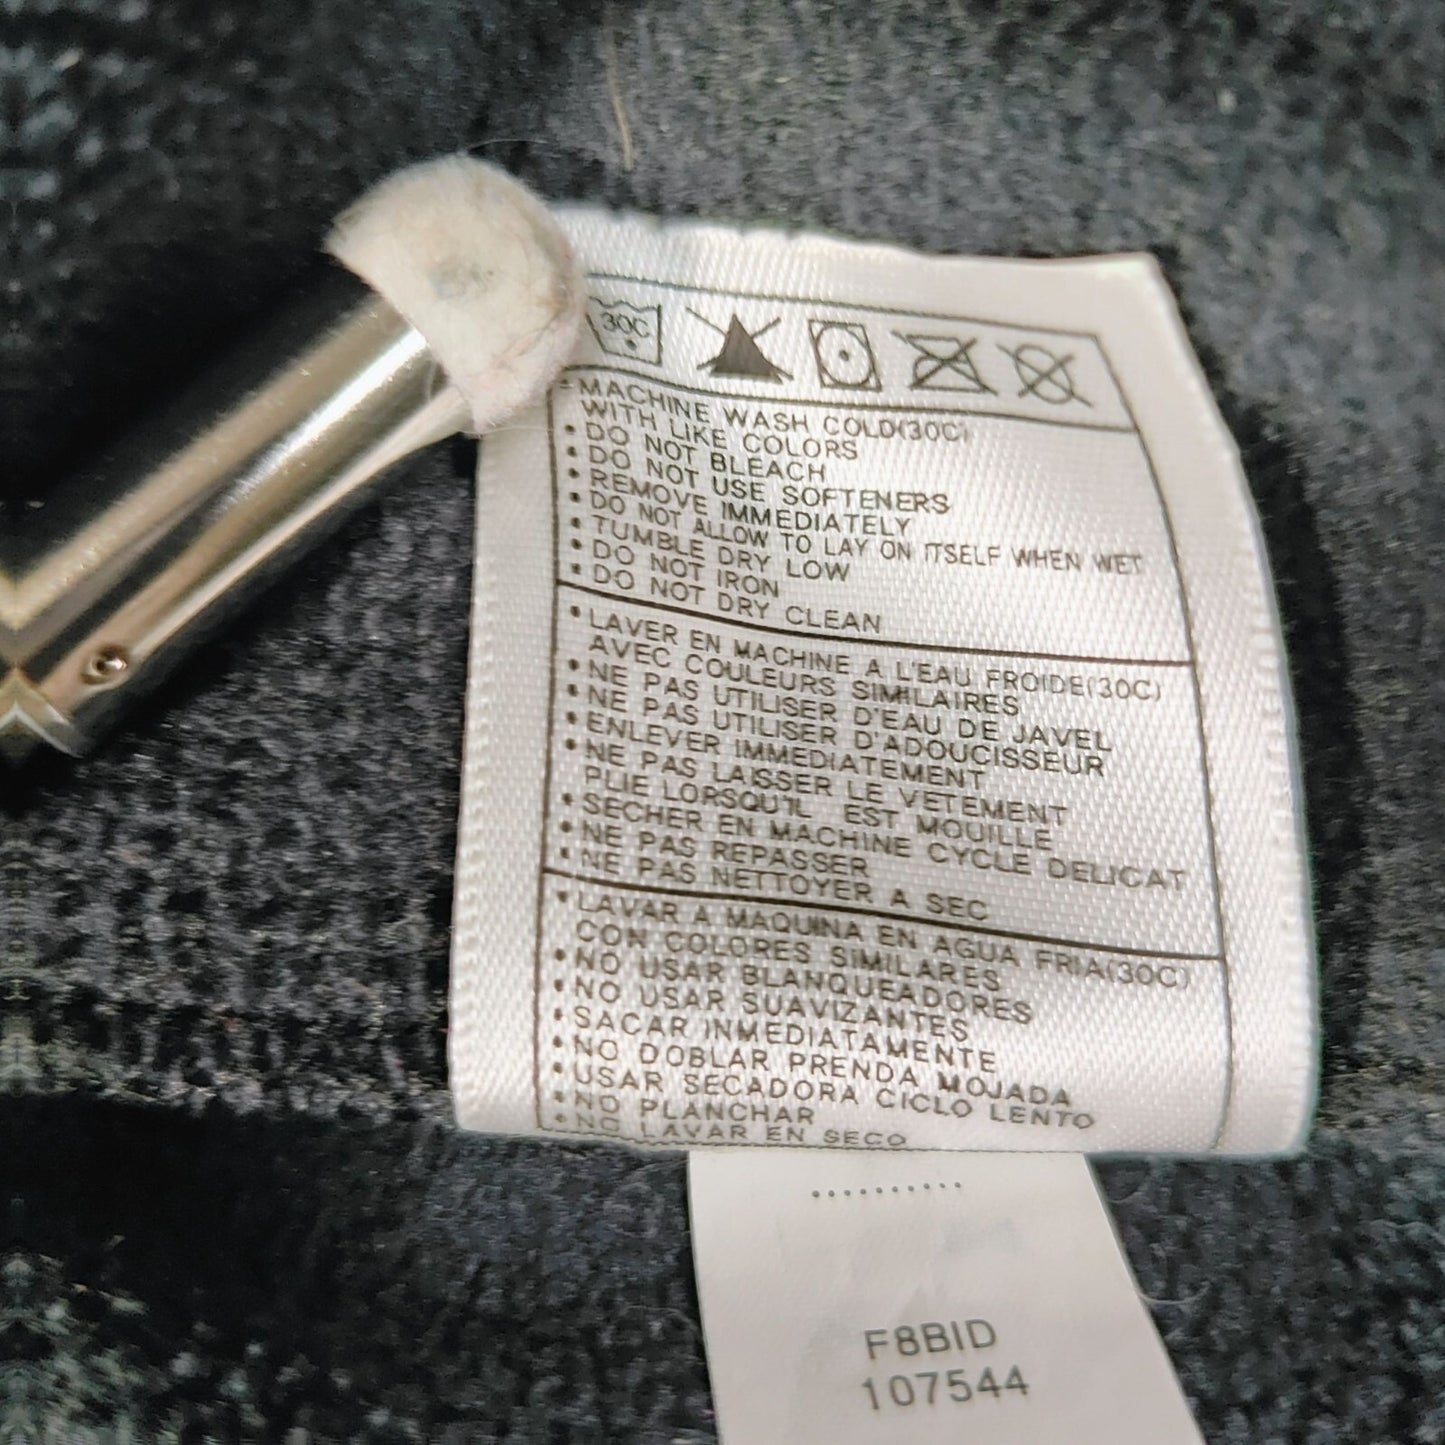 30C
MACHINE WASH COLD(30C)
WITH LIKE COLORS
• DO NOT BLEACH
• DO NOT USE SOFTENERS
• REMOVE IMMEDIATELY
• DO NOT ALLOW TO LAY ON ITSELF WHEN WET
• TUMBLE DRY LOW
• DO NOT IRON
• DO NOT DRY CLEAN
• LAVER EN MACHINE A L'EAU FROIDE(30C)
AVEC COULEURS SIMILAIRES
• NE PAS UTILISER D'EAU DE JAVEL
• NE PAS UTILISER D'ADOUCISSEUR
• ENLEVER IMMEDIATEMENT
• NE PAS LAISSER LE VETEMENT
PLIE LORSQU'IL EST MOUILLE
• SECHER EN MACHINE CYCLE DELICAT
• NE PAS REPASSER
• NE PAS NETTOYER A SEC
• LAVAR A MAQUINA EN AGUA FRIA(30C)
CON COLORES SIMILARES
• NO USAR BLANQUEADORES
• NO USAR SUAVIZANTES
• SACAR INMEDIATAMENTE
• NO DOBLAR PRENDA MOJADA
• USAR SECADORA CICLO LENTO
• NO PLANCHAR
• NO LAVAR EN SECO
F8BID
107544